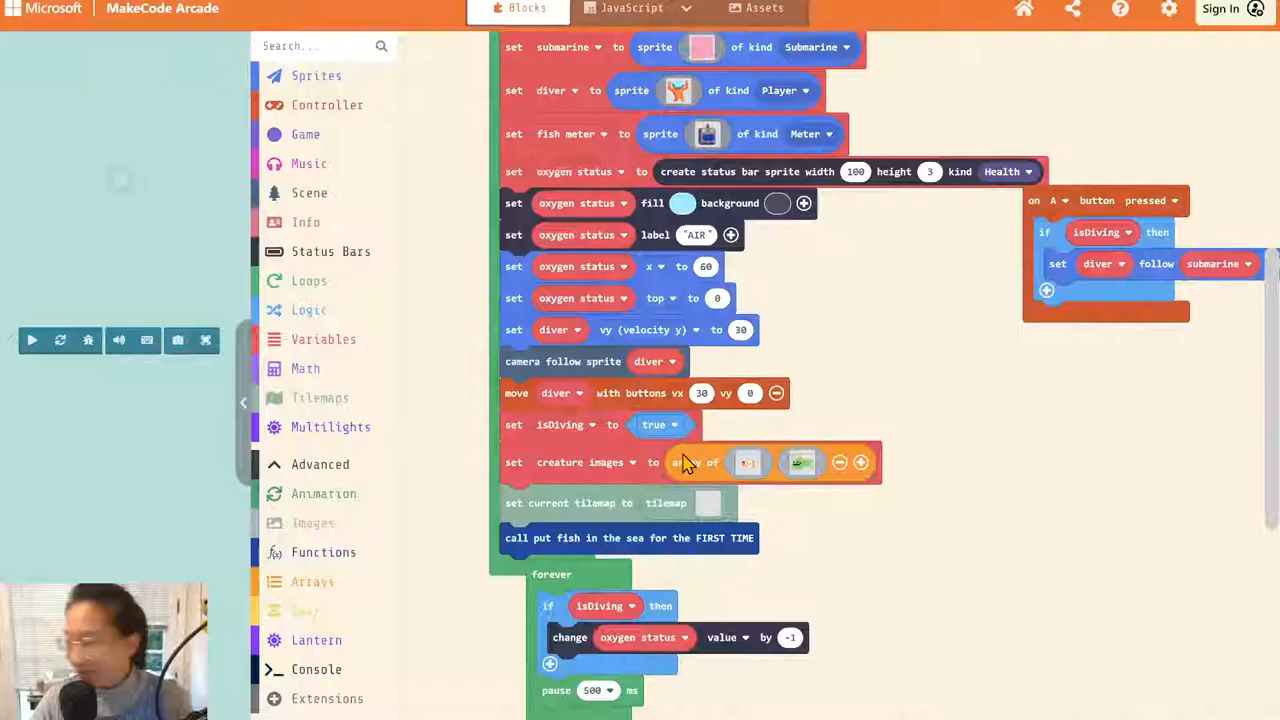 Microsoft MakeCode Arcade Blocks JavaScript Assets Sign In
Search...
Sprites
Controller
Game
Music
Scene
Info
Status Bars
Loops
Logic
Variables
Math
Tilemaps
Multilights
Advanced
Animation
Images
Functions
Arrays
Lantern
Console
Extensions
set submarine to sprite of kind Submarine
set diver to sprite of kind Player
set fish meter to sprite of kind Meter
set oxygen status to create status bar sprite width 100 height 3 kind Health
set oxygen status fill background
set oxygen status label "AIR"
set oxygen status x to 60
set oxygen status top to 0
set diver vy (velocity y) to 30
camera follow sprite diver
move diver with buttons vx 30 vy 0
set isDiving to true
set creature images to array of
set current tilemap to tilemap
call put fish in the sea for the FIRST TIME
forever
if isDiving then
change oxygen status value by -1
pause 500 ms
on A button pressed
if isDiving then
set diver follow submarine